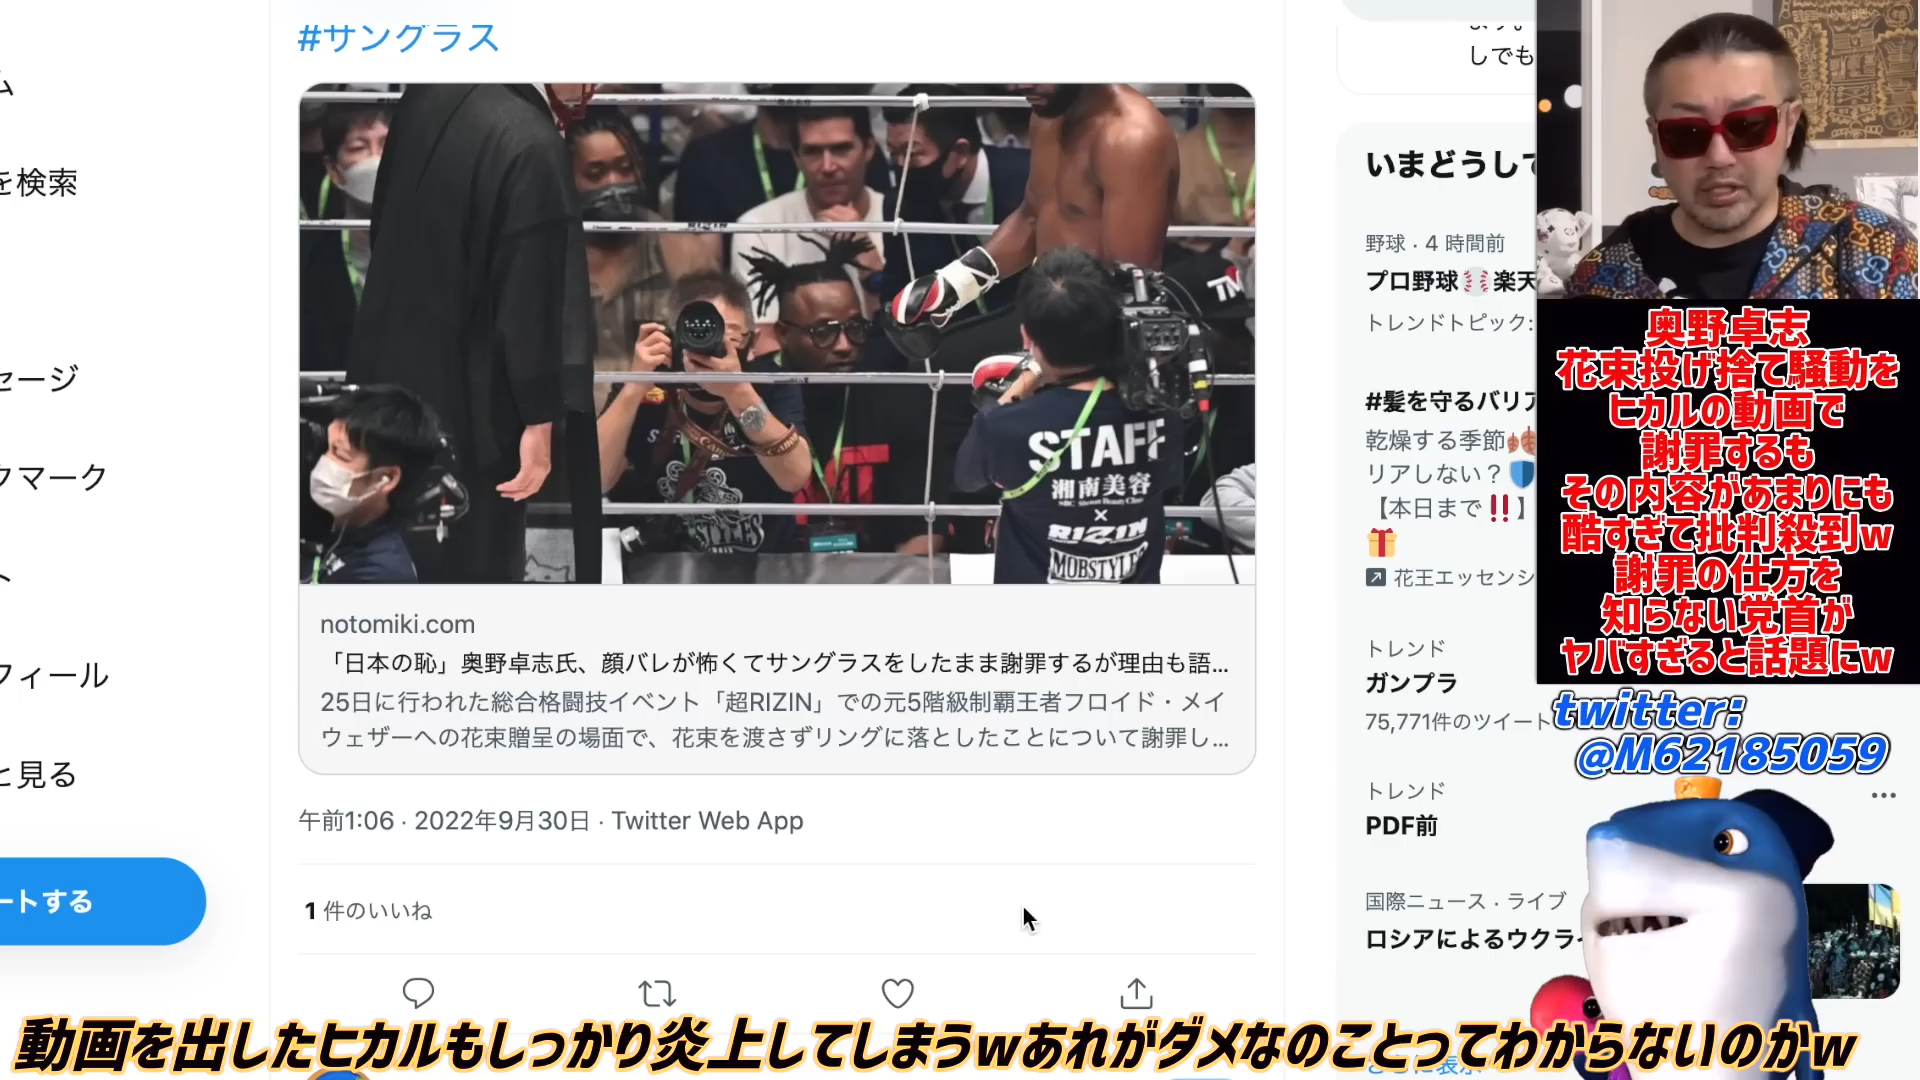 #サングラス
しでも
ム
を検索
セージ
クマーク
ト
フィール
と見る
ートする
STAFF
湘南美容
×
RIZIN
MOBSTYLES
TM
notomiki.com
「日本の恥」奥野卓志氏、顔バレが怖くてサングラスをしたまま謝罪するが理由も語...
25日に行われた総合格闘技イベント「超RIZIN」での元5階級制覇王者フロイド・メイ
ウェザーへの花束贈呈の場面で、花束を渡さずリングに落としたことについて謝罪し...
午前1:06 · 2022年9月30日 · Twitter Web App
1 件のいいね
いまどうして
野球 · 4 時間前
プロ野球⚾楽天
トレンドトピック:
#髪を守るバリア
乾燥する季節🍂
リアしない？🛡
【本日まで‼】
🎁
花王エッセンシ
トレンド
ガンプラ
75,771件のツイート
トレンド
PDF前
国際ニュース · ライブ
ロシアによるウクライ
さらに表示
奥野卓志
花束投げ捨て騒動を
ヒカルの動画で
謝罪するも
その内容があまりにも
酷すぎて批判殺到w
謝罪の仕方を
知らない党首が
ヤバすぎると話題にw
twitter:
@M62185059
動画を出したヒカルもしっかり炎上してしまうwあれがダメなのことってわからないのかw